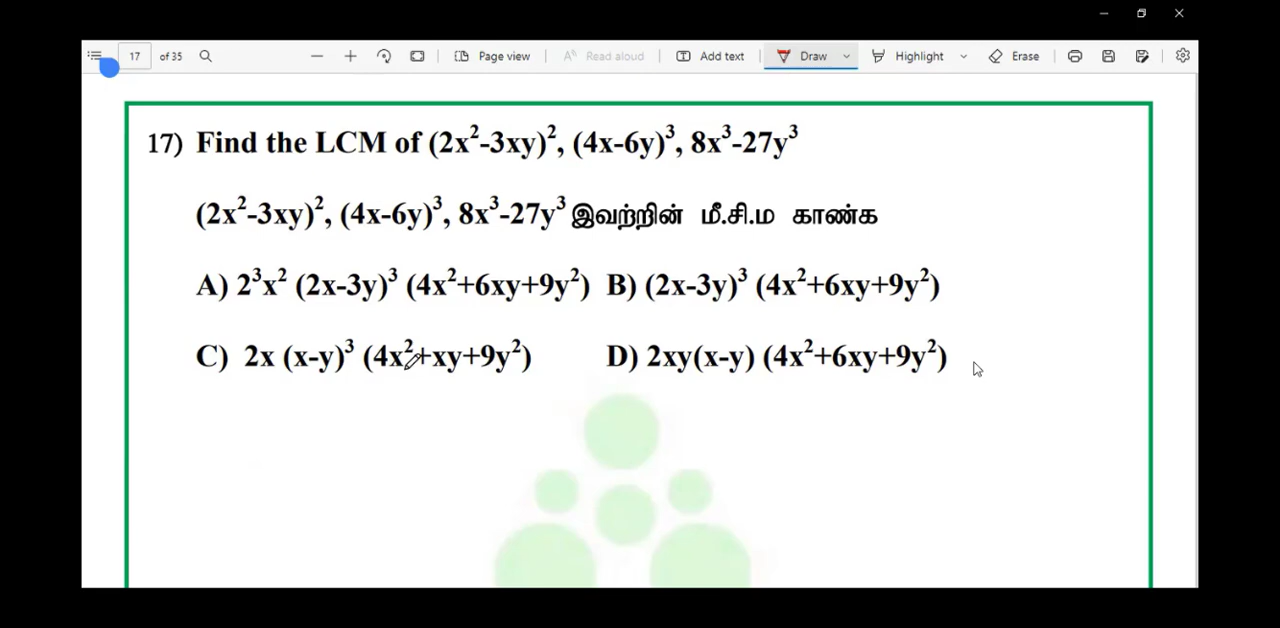 17 of 35 Page view Read aloud Add text Draw Highlight Erase
17) Find the LCM of (2x²-3xy)², (4x-6y)³, 8x³-27y³
(2x²-3xy)², (4x-6y)³, 8x³-27y³ இவற்றின் மீ.சி.ம காண்க
A) 2³x² (2x-3y)³ (4x²+6xy+9y²) B) (2x-3y)³ (4x²+6xy+9y²)
C) 2x (x-y)³ (4x²+xy+9y²) D) 2xy(x-y) (4x²+6xy+9y²)